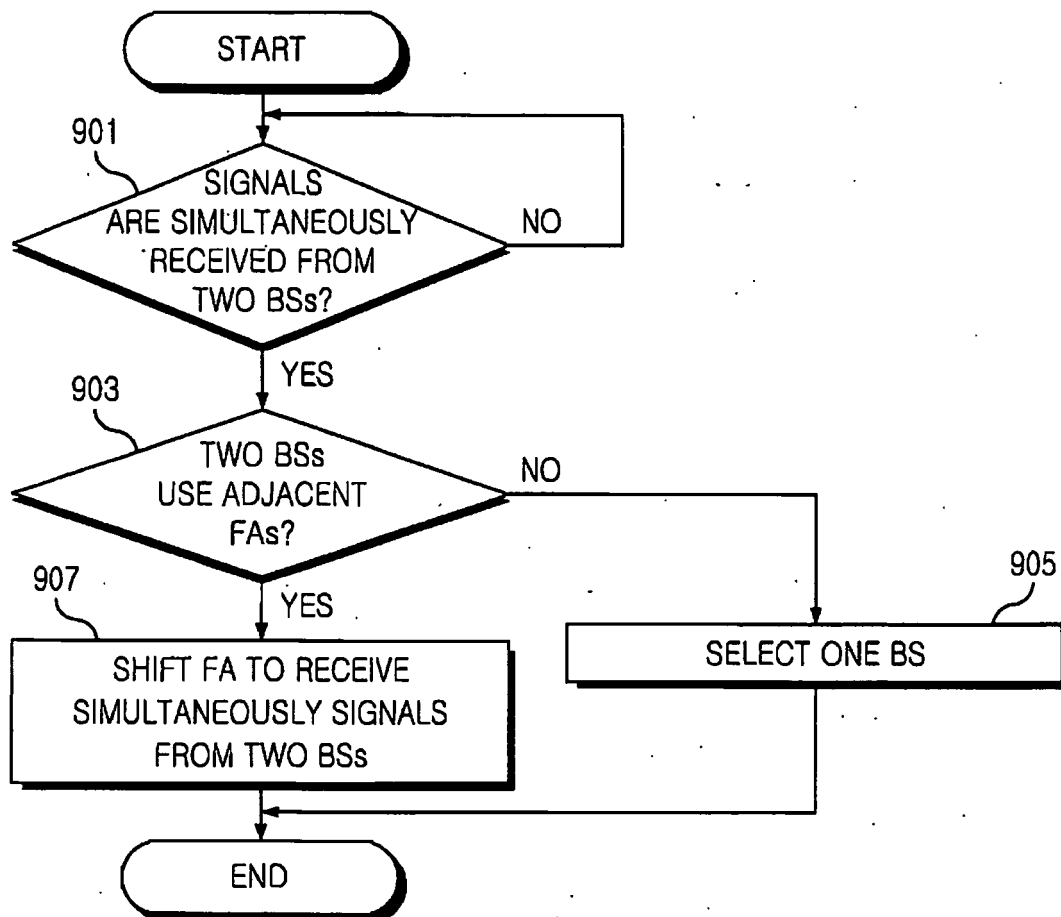 START
901
SIGNALS
ARE SIMULTANEOUSLY
RECEIVED FROM
TWO BSs?
NO
YES
903
TWO BSs
USE ADJACENT
FAs?
NO
YES
907
SHIFT FA TO RECEIVE
SIMULTANEOUSLY SIGNALS
FROM TWO BSs
905
SELECT ONE BS
END